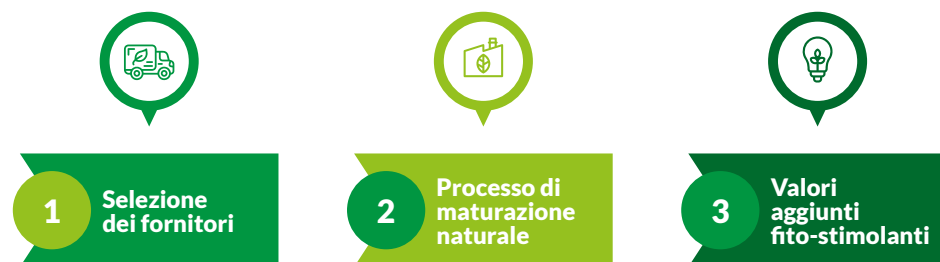 1
Selezione
dei fornitori
2
Processo di
maturazione
naturale
3
Valori
aggiunti
fito-stimolanti